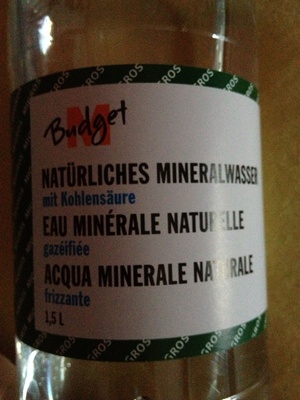 M Budget
NATÜRLICHES MINERALWASSER
mit Kohlensäure
EAU MINÉRALE NATURELLE
gazéifiée
ACQUA MINERALE NATURALE
frizzante
1,5 L